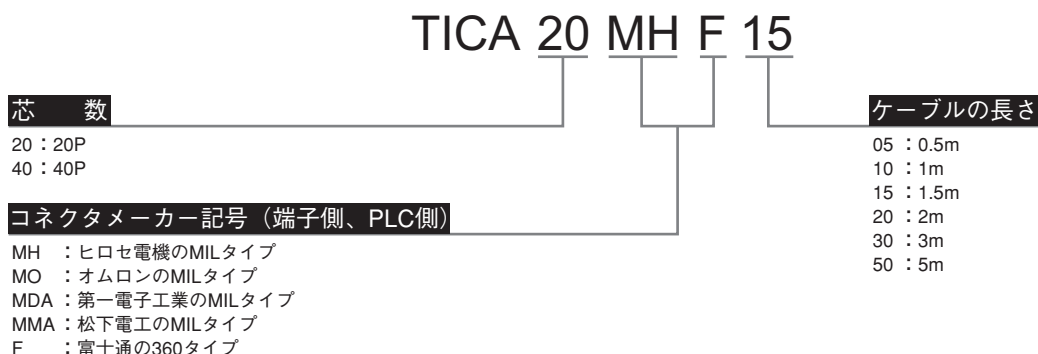 TICA 20 MH F 15
芯　数
20：20P
40：40P
コネクタメーカー記号（端子側、PLC側）
MH ：ヒロセ電機のMILタイプ
MO ：オムロンのMILタイプ
MDA：第一電子工業のMILタイプ
MMA：松下電工のMILタイプ
F ：富士通の360タイプ
ケーブルの長さ
05 ：0.5m
10 ：1m
15 ：1.5m
20 ：2m
30 ：3m
50 ：5m